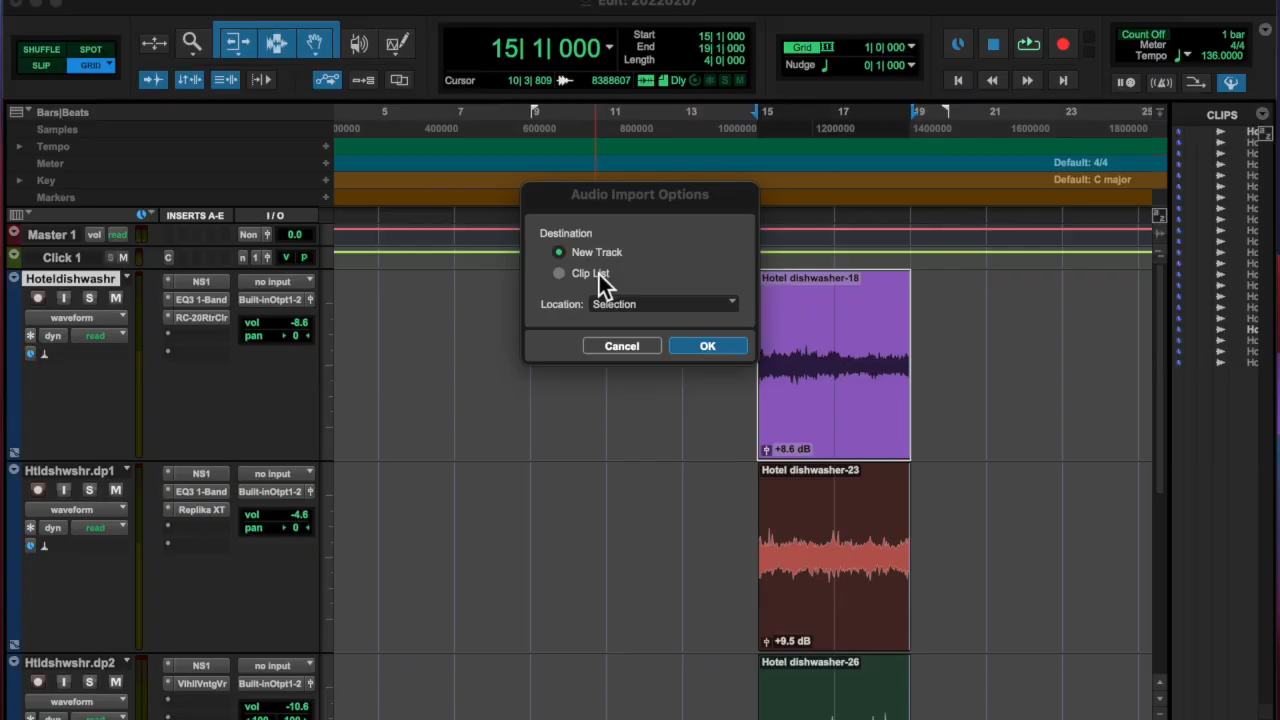 Edit: 20220207
SHUFFLE SPOT
SLIP GRID
15| 1| 000
Start 15| 1| 000
End 19| 1| 000
Length 4| 0| 000
Cursor 10| 3| 809 8388607 Dly S M
Grid 1| 0| 000
Nudge 0| 1| 000
Count Off 1 bar
Meter 4/4
Tempo 136.0000
Bars|Beats 5 7 9 11 13 15 17 19 21 23 25
Samples 00000 400000 600000 800000 1000000 1200000 1400000 1600000 1800000
Tempo
Meter Default: 4/4
Key Default: C major
Markers
CLIPS
INSERTS A-E I / O
Master 1 vol read Non 0.0
Click 1 S M C n 1 V P
Audio Import Options
Destination
New Track
Clip List
Location: Selection
Cancel OK
Hoteldishwashr NS1 no input Hotel dishwasher-18
I S M EQ3 1-Band Built-inOtpt1-2
waveform RC-20RtrClr vol -8.6
dyn read pan 0
+8.6 dB
Htldshwshr.dp1 NS1 no input Hotel dishwasher-23
I S M EQ3 1-Band Built-inOtpt1-2
waveform Replika XT vol -4.6
dyn read pan 0
+9.5 dB
Htldshwshr.dp2 NS1 no input Hotel dishwasher-26
I S M Built-inOtpt1-2
waveform vol -10.6